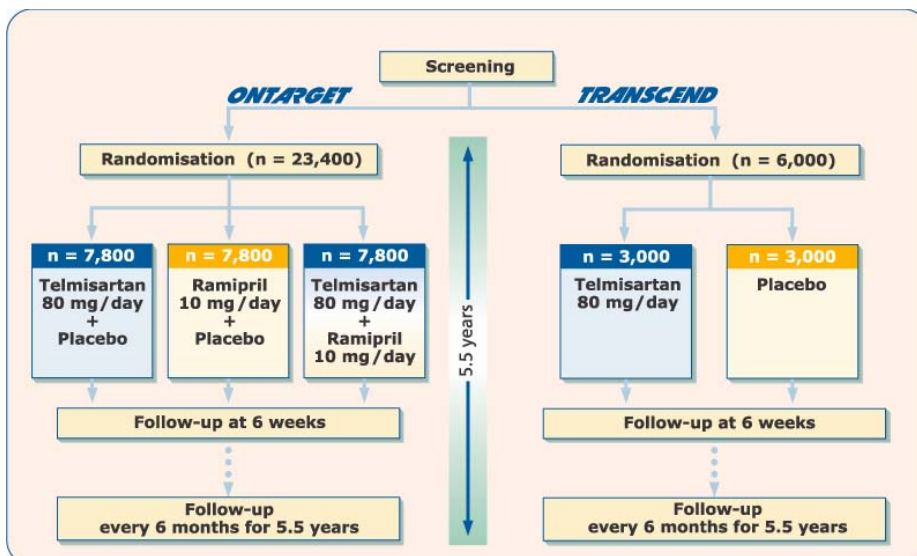 Screening
ONTARGET
TRANSCEND
Randomisation (n = 23,400)
Randomisation (n = 6,000)
n = 7,800
Telmisartan
80 mg/day
+
Placebo
n = 7,800
Ramipril
10 mg/day
+
Placebo
n = 7,800
Telmisartan
80 mg/day
+
Ramipril
10 mg/day
5.5 years
n = 3,000
Telmisartan
80 mg/day
n = 3,000
Placebo
Follow-up at 6 weeks
Follow-up at 6 weeks
Follow-up
every 6 months for 5.5 years
Follow-up
every 6 months for 5.5 years